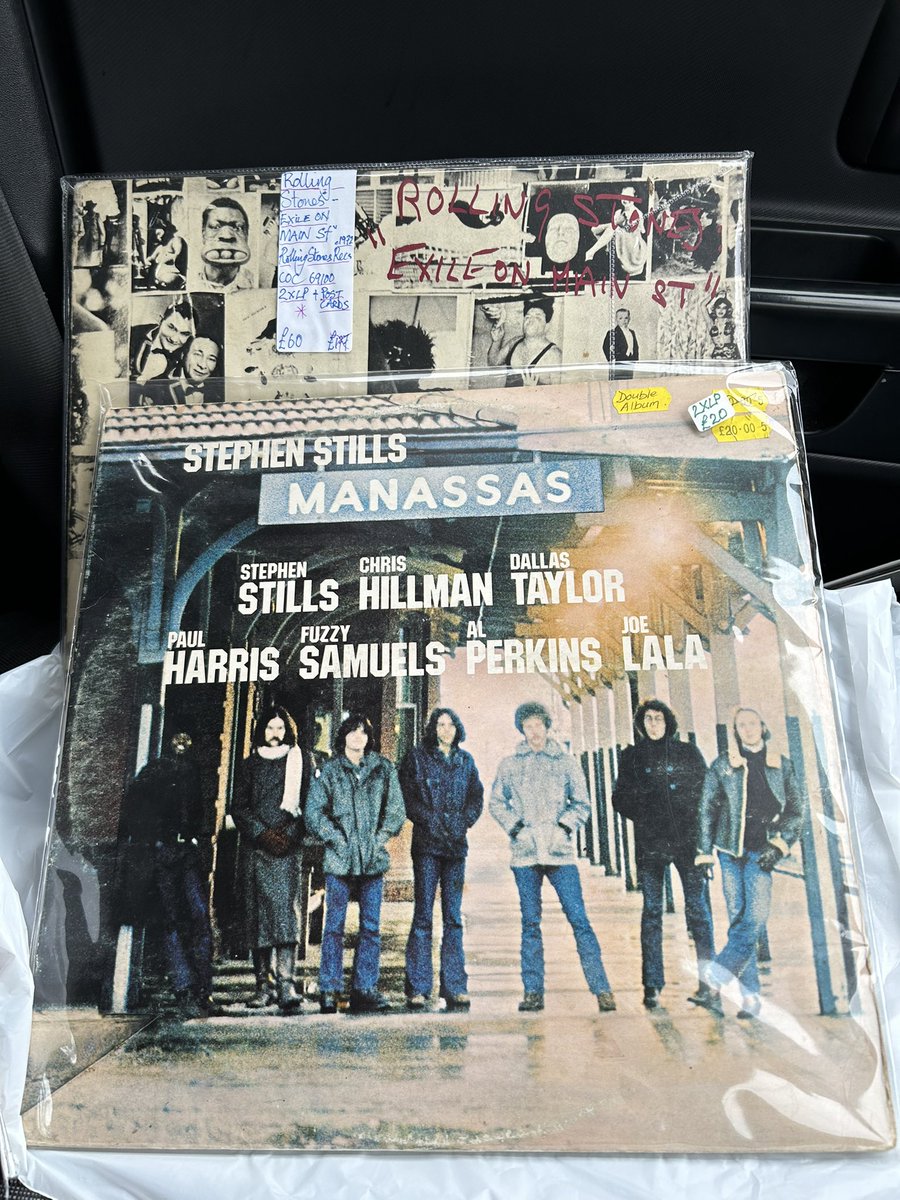 Rolling
Stones
EXILE ON
MAIN St" 1972
Rolling Stones Recs
COC 69100
2XLP + POST
CARDS
*
£60
"ROLLING STONES,
EXILE ON MAIN ST"
Double
Album.
2XLP
£20
£20.00 5
STEPHEN STILLS
MANASSAS
STEPHEN STILLS
CHRIS HILLMAN
DALLAS TAYLOR
PAUL HARRIS
FUZZY SAMUELS
AL PERKINS
JOE LALA